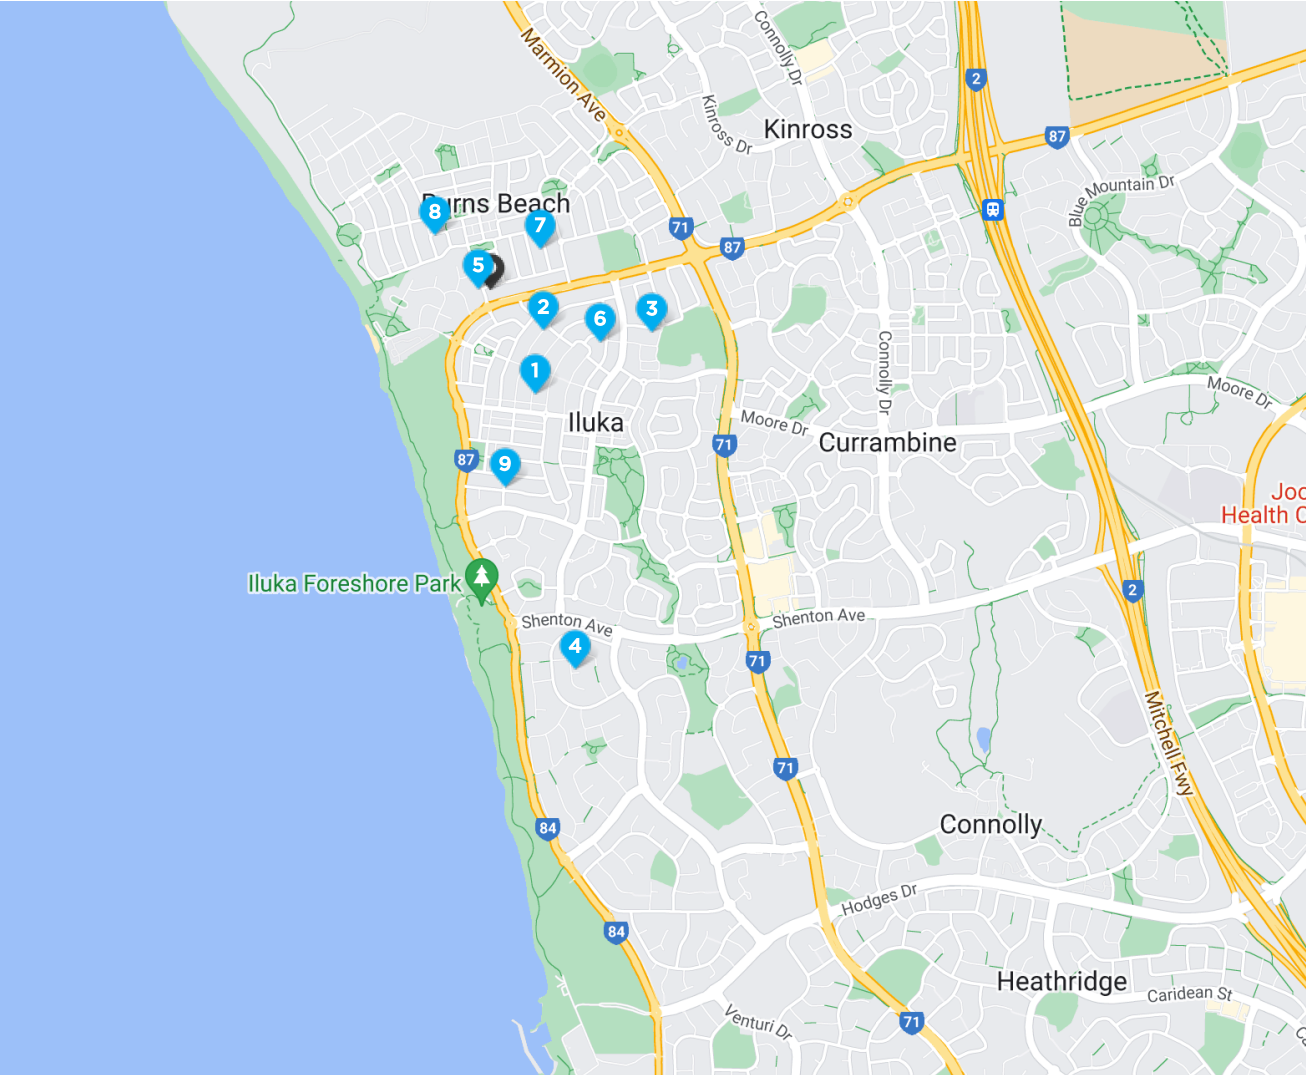 Marmion Ave
Connolly Dr
Kinross Dr
Kinross
2
87
Blue Mountain Dr
Burns Beach
8
7
71
87
5
2
6
3
1
Iluka
Connolly Dr
Moore Dr
Moore Dr
Currambine
71
87
9
Health C
Iluka Foreshore Park
2
Shenton Ave
Shenton Ave
4
71
Mitchell Fwy
71
Connolly
84
Hodges Dr
84
Heathridge
Caridean St
Venturi Dr
71